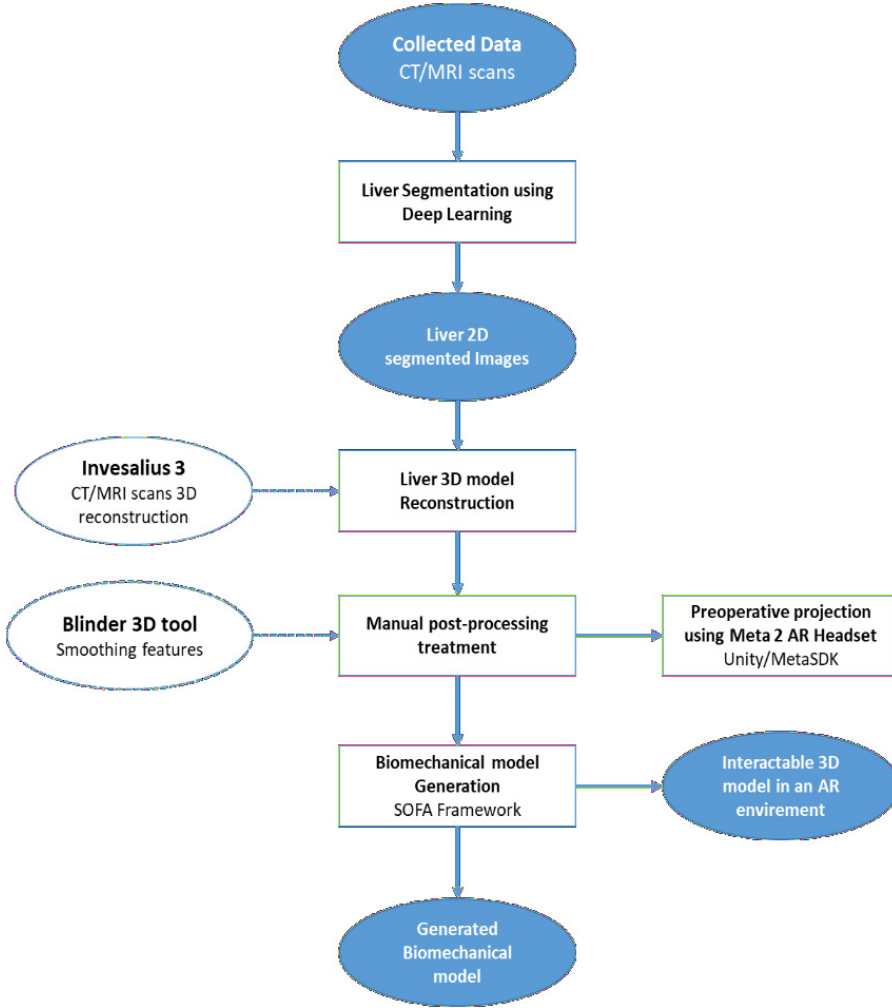 Collected Data
CT/MRI scans
Liver Segmentation using
Deep Learning
Liver 2D
segmented Images
Invesalius 3
CT/MRI scans 3D
reconstruction
Liver 3D model
Reconstruction
Blinder 3D tool
Smoothing features
Manual post-processing
treatment
Preoperative projection
using Meta 2 AR Headset
Unity/MetaSDK
Biomechanical model
Generation
SOFA Framework
Interactable 3D
model in an AR
envirement
Generated
Biomechanical
model